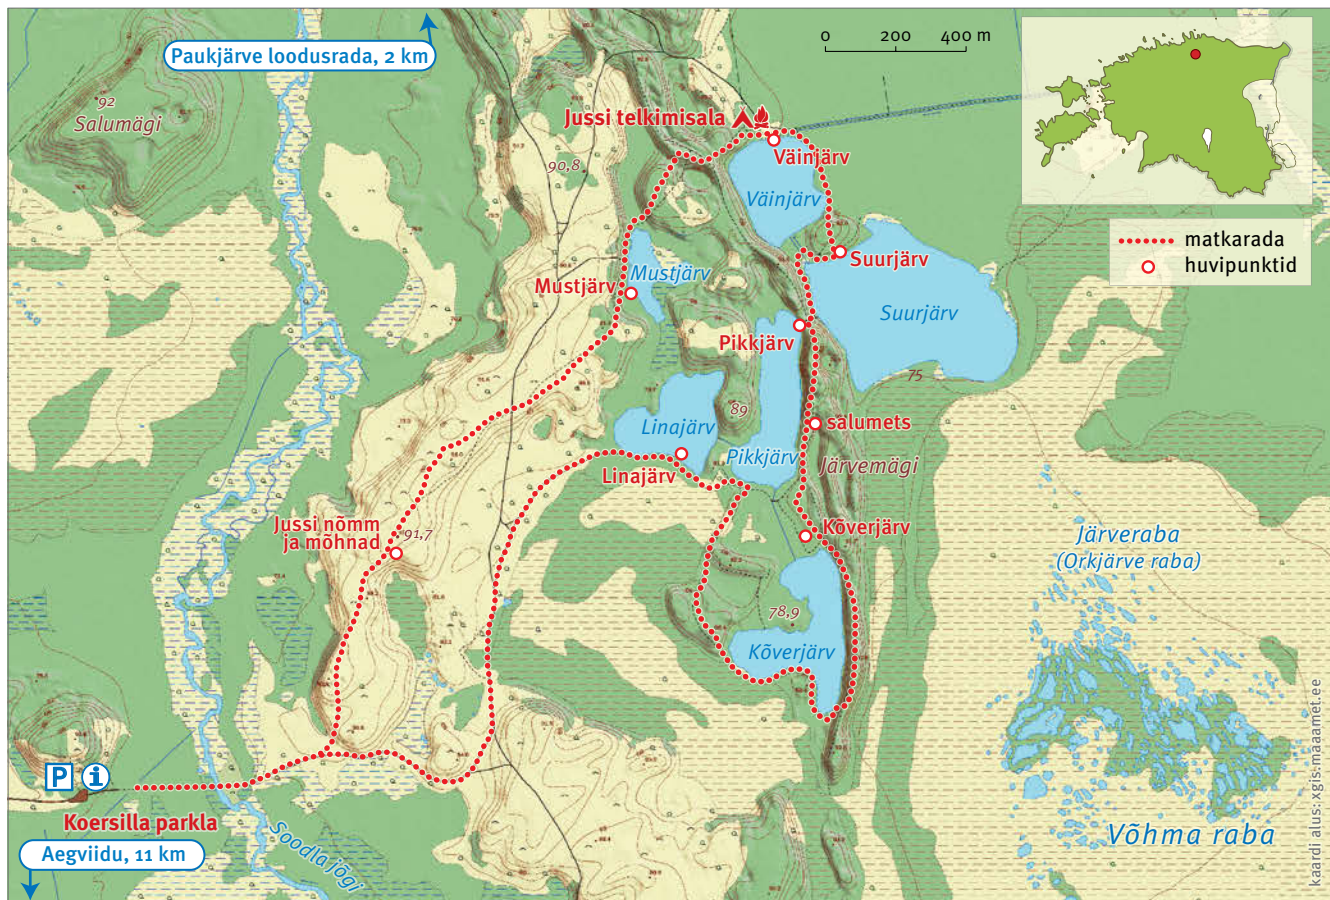 Paukjärve loodusrada, 2 km
0 200 400 m
92
Salumägi
Jussi telkimisala
90,8
Väinjärv
Väinjärv
matkarada
huvipunktid
Suurjärv
Suurjärv
Mustjärv
Mustjärv
Pikkjärv
75
89
Linajärv
salumets
Pikkjärv
Järvemägi
Linajärv
Jussi nõmm
ja mõhnad
91,7
Kõverjärv
Järveraba
(Orkjärve raba)
78,9
Kõverjärv
P i
Koersilla parkla
Aegviidu, 11 km
Soodla jõgi
Võhma raba
kaardi alus: xgis.maaamet.ee